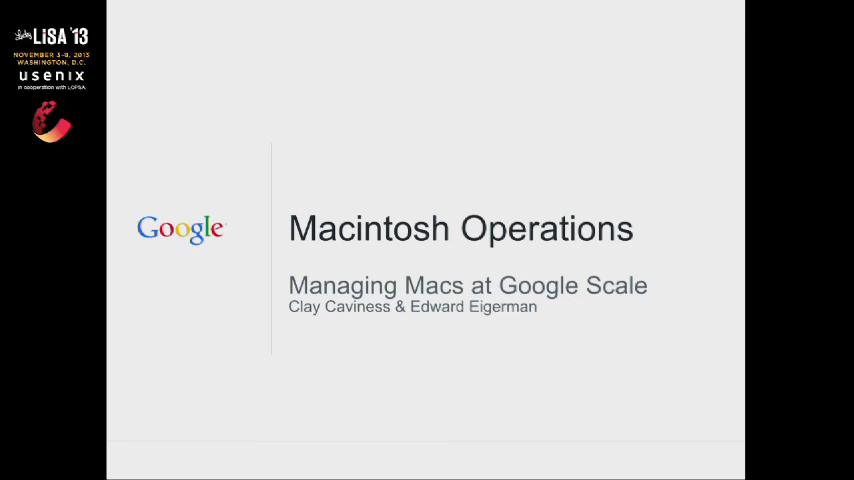 Lucky LISA '13
NOVEMBER 3–8, 2013
WASHINGTON, D.C.
usenix
in cooperation with LOPSA
Google
Macintosh Operations
Managing Macs at Google Scale
Clay Caviness & Edward Eigerman